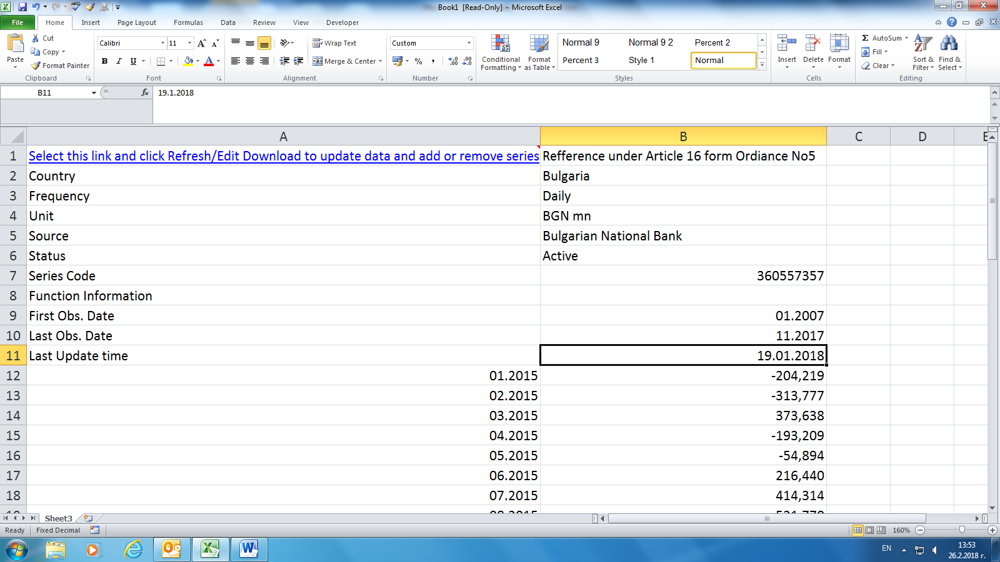 Book1 [Read-Only] - Microsoft Excel
File Home Insert Page Layout Formulas Data Review View Developer
Paste Cut Copy Format Painter Clipboard
Calibri 11 B I U Font
Wrap Text Merge & Center Alignment
Custom % , Number
Conditional Formatting Format as Table Normal 9 Normal 9 2 Percent 2 Percent 3 Style 1 Normal Styles
Insert Delete Format Cells
AutoSum Fill Clear Sort & Filter Find & Select Editing
B11 fx 19.1.2018
A B C D E
1 Select this link and click Refresh/Edit Download to update data and add or remove series Refference under Article 16 form Ordiance No5
2 Country Bulgaria
3 Frequency Daily
4 Unit BGN mn
5 Source Bulgarian National Bank
6 Status Active
7 Series Code 360557357
8 Function Information
9 First Obs. Date 01.2007
10 Last Obs. Date 11.2017
11 Last Update time 19.01.2018
12 01.2015 -204,219
13 02.2015 -313,777
14 03.2015 373,638
15 04.2015 -193,209
16 05.2015 -54,894
17 06.2015 216,440
18 07.2015 414,314
Sheet3
Ready Fixed Decimal 160%
EN 13:53
26.2.2018 г.